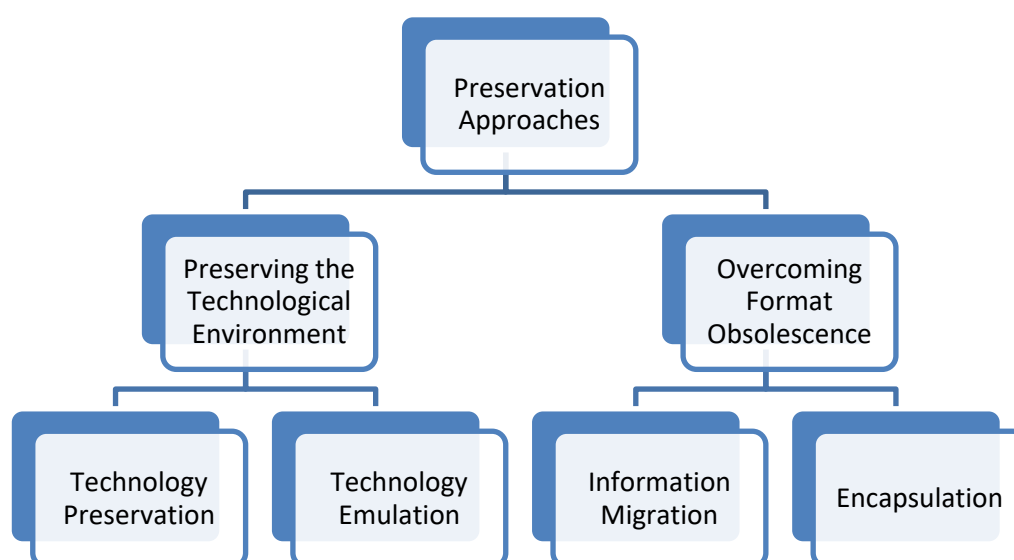 Preservation
Approaches
Preserving the
Technological
Environment
Overcoming
Format
Obsolescence
Technology
Preservation
Technology
Emulation
Information
Migration
Encapsulation